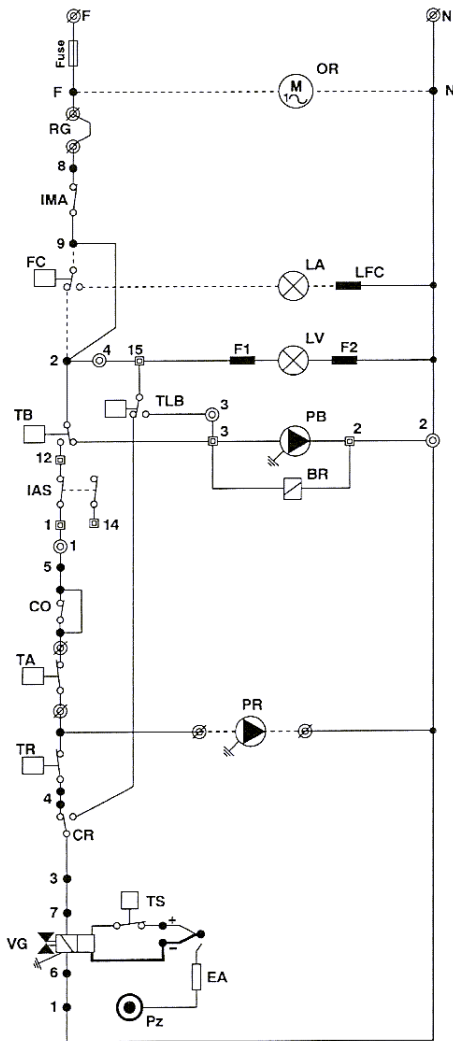 F N
Fuse
OR
M
1
F N
RG
8
IMA
9
FC LA LFC
2 4 15 F1 LV F2
TLB 3 PB 2
TB 3 2
12 BR
IAS
1 14
1
5
CO
TA
PR
TR
4
CR
3
TS
7 +
VG −
6 EA
1 Pz